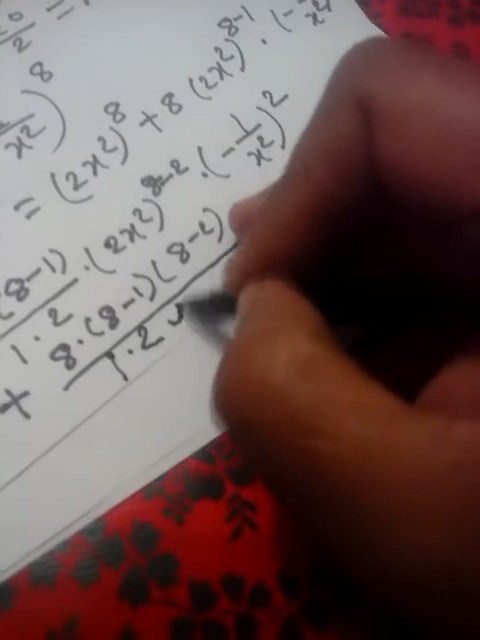 )^8
= (2x²)^8 + 8 (2x²)^{8-1} · (-
(8-1) / 1·2 · (2x²)^{8-2} · (-1/x²)²
+ 8·(8-1)(8-2) / 1·2